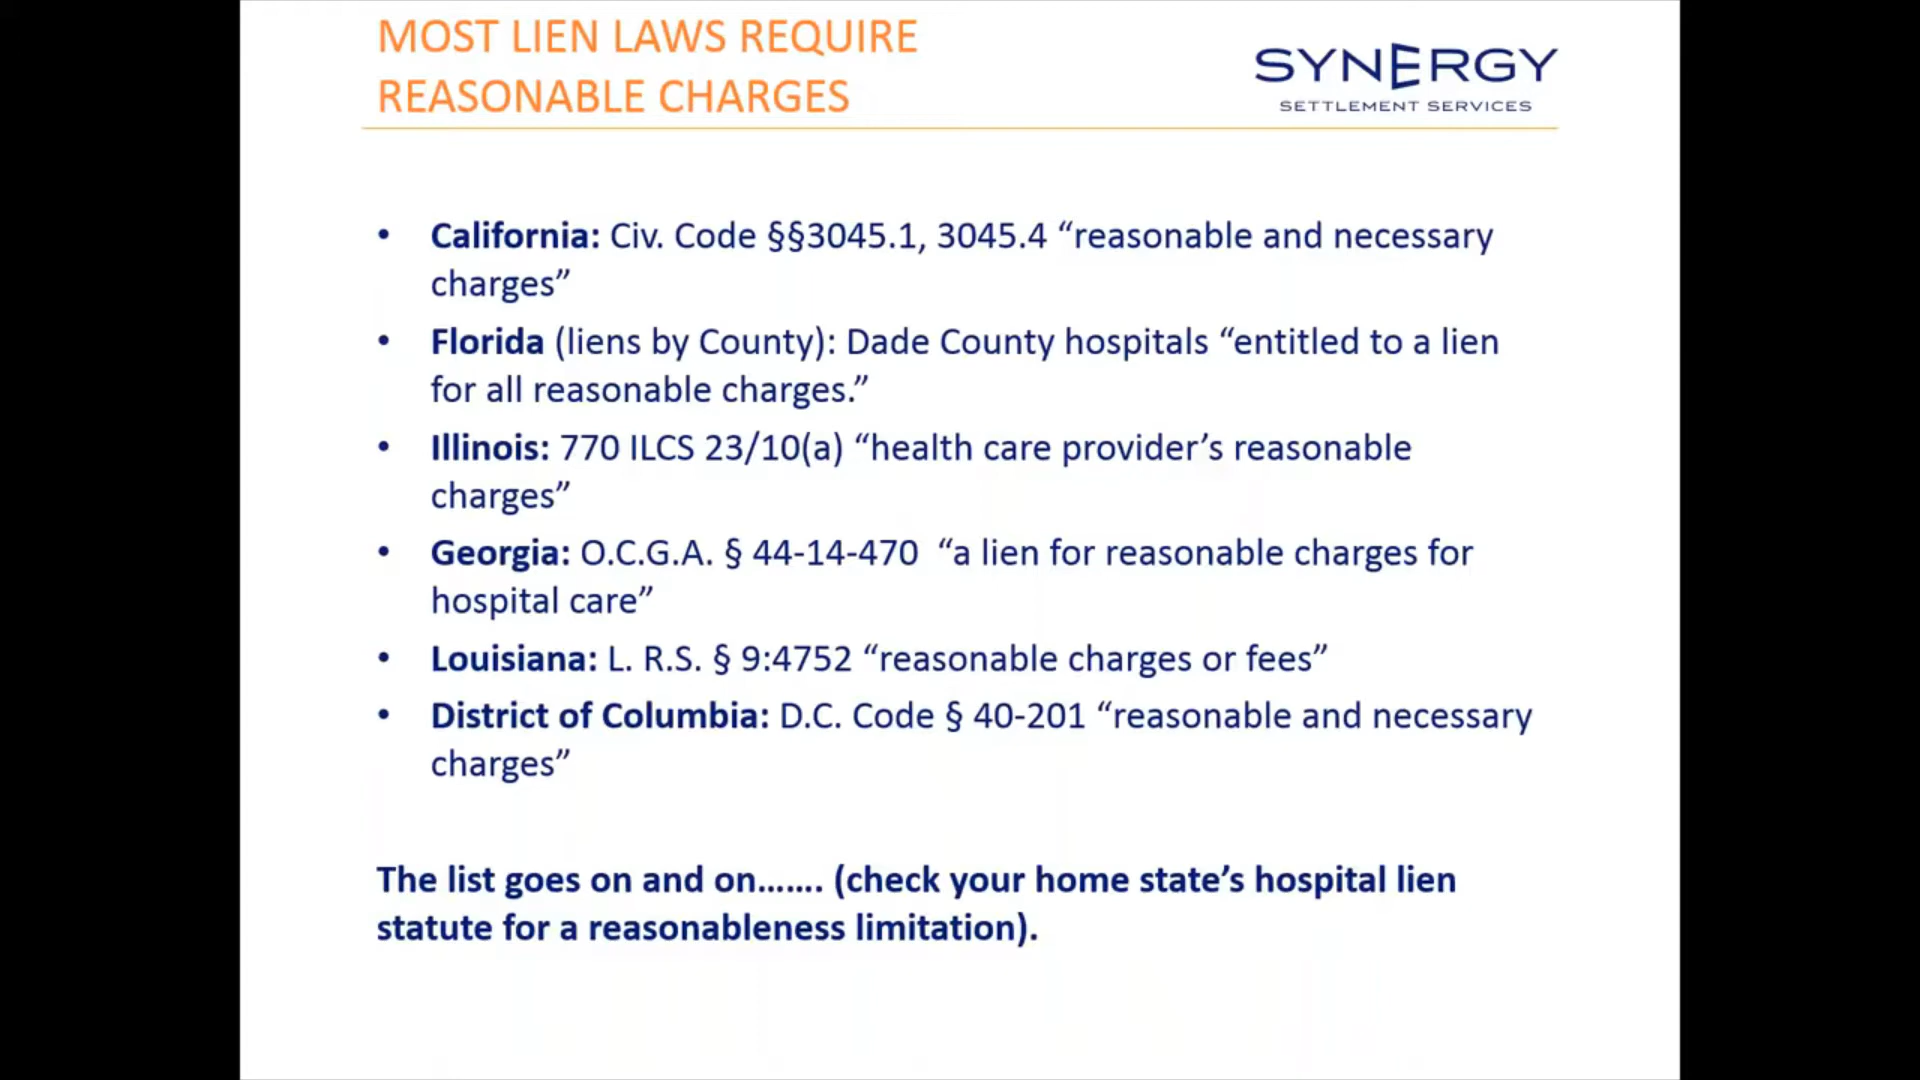 MOST LIEN LAWS REQUIRE
REASONABLE CHARGES
SYNERGY
SETTLEMENT SERVICES
• California: Civ. Code §§3045.1, 3045.4 “reasonable and necessary
charges”
• Florida (liens by County): Dade County hospitals “entitled to a lien
for all reasonable charges.”
• Illinois: 770 ILCS 23/10(a) “health care provider’s reasonable
charges”
• Georgia: O.C.G.A. § 44-14-470 “a lien for reasonable charges for
hospital care”
• Louisiana: L. R.S. § 9:4752 “reasonable charges or fees”
• District of Columbia: D.C. Code § 40-201 “reasonable and necessary
charges”
The list goes on and on……. (check your home state’s hospital lien
statute for a reasonableness limitation).